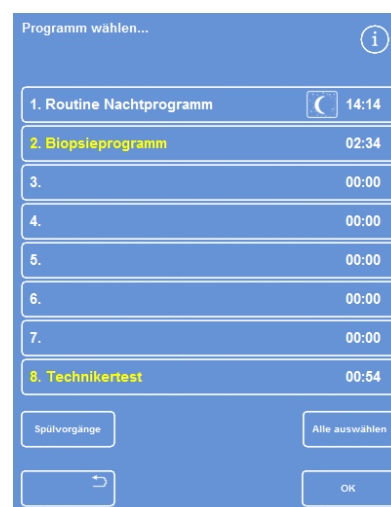 Programm wählen...
i
1. Routine Nachtprogramm 14:14
2. Biopsieprogramm 02:34
3. 00:00
4. 00:00
5. 00:00
6. 00:00
7. 00:00
8. Technikertest 00:54
Spülvorgänge Alle auswählen
OK